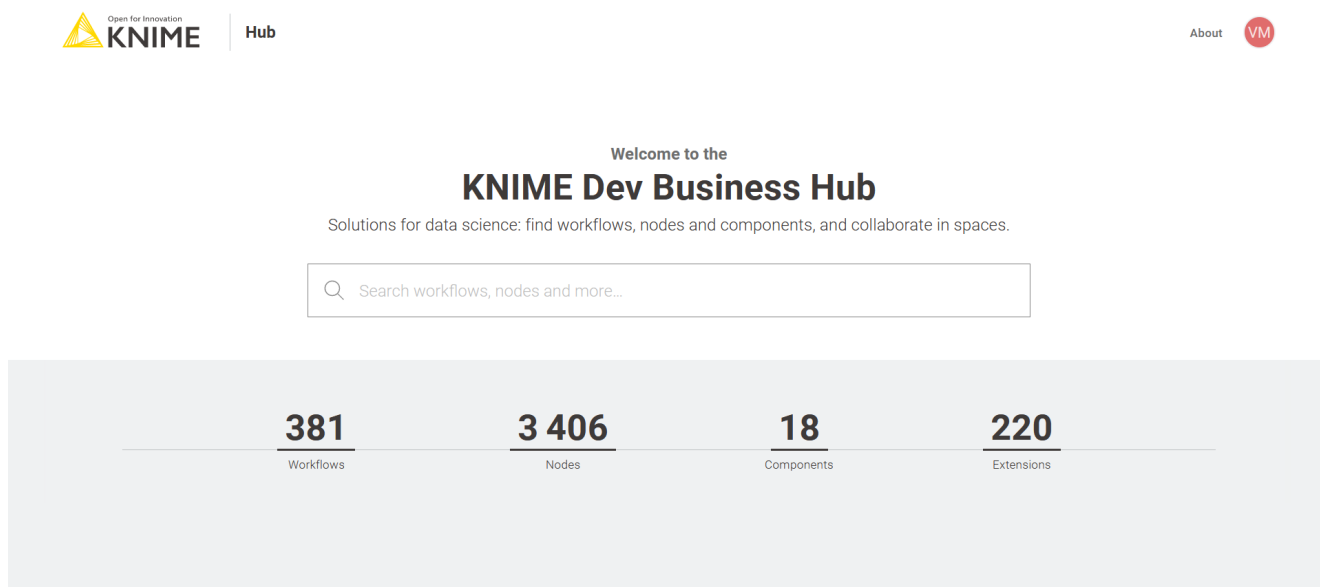 Open for Innovation
KNIME
Hub
About
VM
Welcome to the
KNIME Dev Business Hub
Solutions for data science: find workflows, nodes and components, and collaborate in spaces.
Search workflows, nodes and more...
381
Workflows
3 406
Nodes
18
Components
220
Extensions